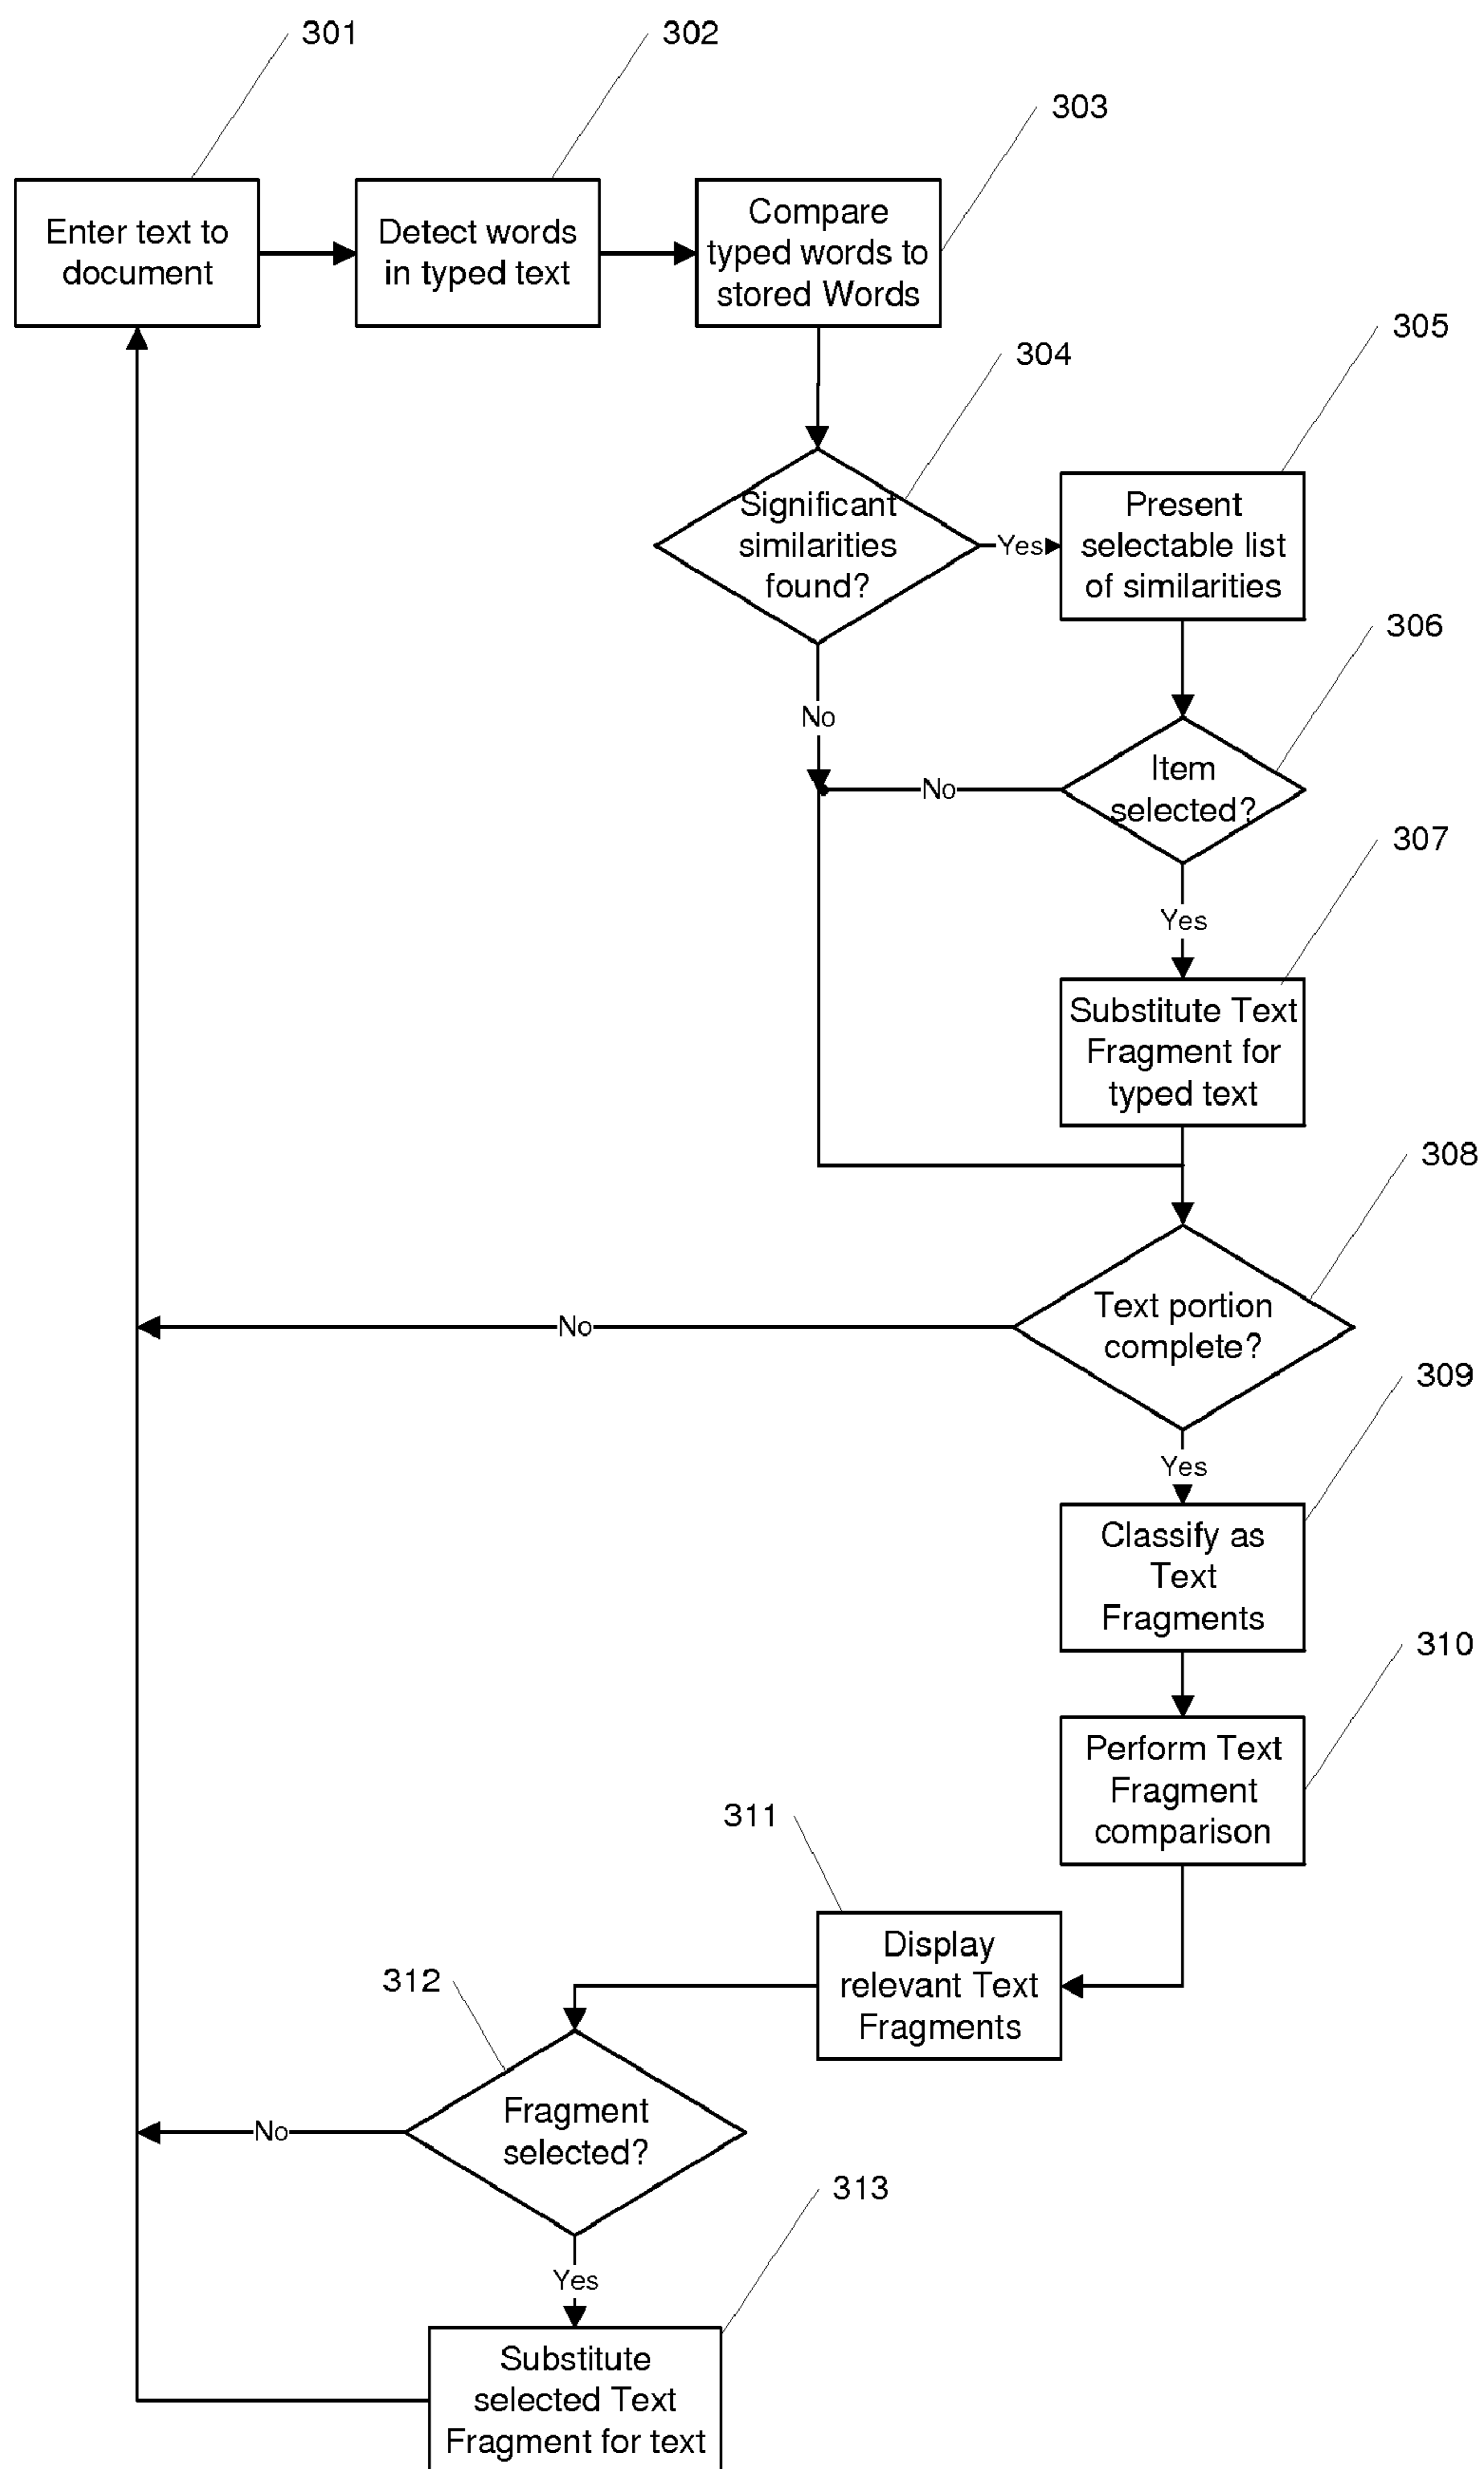 301
302
303
Enter text to
document
Detect words
in typed text
Compare
typed words to
stored Words
304
305
Significant
similarities
found?
Yes
Present
selectable list
of similarities
306
No
Item
selected?
No
307
Yes
Substitute Text
Fragment for
typed text
308
Text portion
complete?
No
309
Yes
Classify as
Text
Fragments
310
Perform Text
Fragment
comparison
311
Display
relevant Text
Fragments
312
Fragment
selected?
No
313
Yes
Substitute
selected Text
Fragment for text